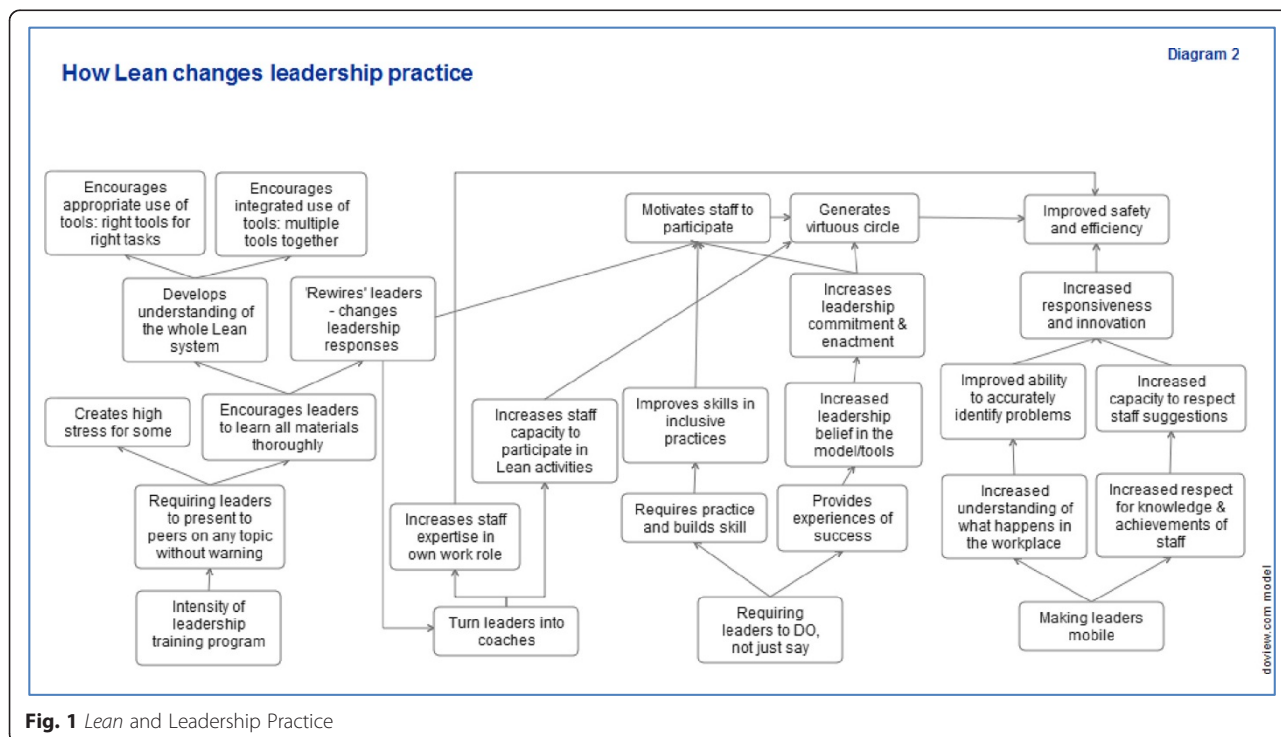 Diagram 2
How Lean changes leadership practice
Encourages
appropriate use of
tools: right tools for
right tasks
Encourages
integrated use of
tools: multiple
tools together
Motivates staff to
participate
Generates
virtuous circle
Improved safety
and efficiency
Develops
understanding of
the whole Lean
system
'Rewires' leaders
- changes
leadership
responses
Increases
leadership
commitment &
enactment
Increased
responsiveness
and innovation
Creates high
stress for some
Encourages leaders
to learn all materials
thoroughly
Increases staff
capacity to
participate in
Lean activities
Improves skills in
inclusive
practices
Increased
leadership
belief in the
model/tools
Improved ability
to accurately
identify problems
Increased
capacity to respect
staff suggestions
Requiring leaders
to present to
peers on any topic
without warning
Increases staff
expertise in
own work role
Requires practice
and builds skill
Provides
experiences of
success
Increased
understanding of
what happens in
the workplace
Increased respect
for knowledge &
achievements of
staff
Intensity of
leadership
training program
Turn leaders into
coaches
Requiring
leaders to DO,
not just say
Making leaders
mobile
doview.com model
Fig. 1 Lean and Leadership Practice